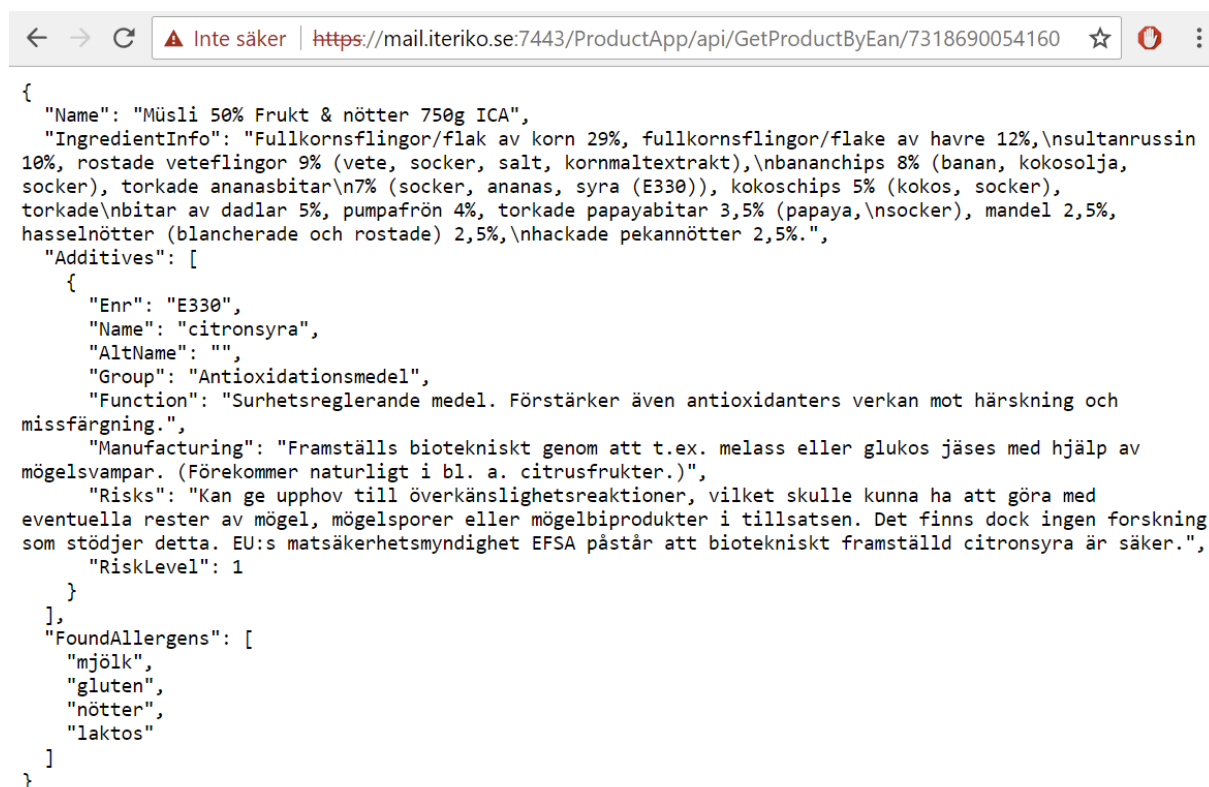 Inte säker | https://mail.iteriko.se:7443/ProductApp/api/GetProductByEan/7318690054160
{
"Name": "Müsli 50% Frukt & nötter 750g ICA",
"IngredientInfo": "Fullkornsflingor/flak av korn 29%, fullkornsflingor/flake av havre 12%,\nsultanrussin
10%, rostade veteflingor 9% (vete, socker, salt, kornmaltextrakt),\nbananchips 8% (banan, kokosolja,
socker), torkade ananasbitar\n7% (socker, ananas, syra (E330)), kokoschips 5% (kokos, socker),
torkade\nbitar av dadlar 5%, pumpafrön 4%, torkade papayabitar 3,5% (papaya,\nsocker), mandel 2,5%,
hasselnötter (blancherade och rostade) 2,5%,\nhackade pekannötter 2,5%.",
"Additives": [
{
"Enr": "E330",
"Name": "citronsyra",
"AltName": "",
"Group": "Antioxidationsmedel",
"Function": "Surhetsreglerande medel. Förstärker även antioxidanters verkan mot härskning och
missfärgning.",
"Manufacturing": "Framställs biotekniskt genom att t.ex. melass eller glukos jäses med hjälp av
mögelsvampar. (Förekommer naturligt i bl. a. citrusfrukter.)",
"Risks": "Kan ge upphov till överkänslighetsreaktioner, vilket skulle kunna ha att göra med
eventuella rester av mögel, mögelsporer eller mögelbiprodukter i tillsatsen. Det finns dock ingen forskning
som stödjer detta. EU:s matsäkerhetsmyndighet EFSA påstår att biotekniskt framställd citronsyra är säker.",
"RiskLevel": 1
}
],
"FoundAllergens": [
"mjölk",
"gluten",
"nötter",
"laktos"
]
}